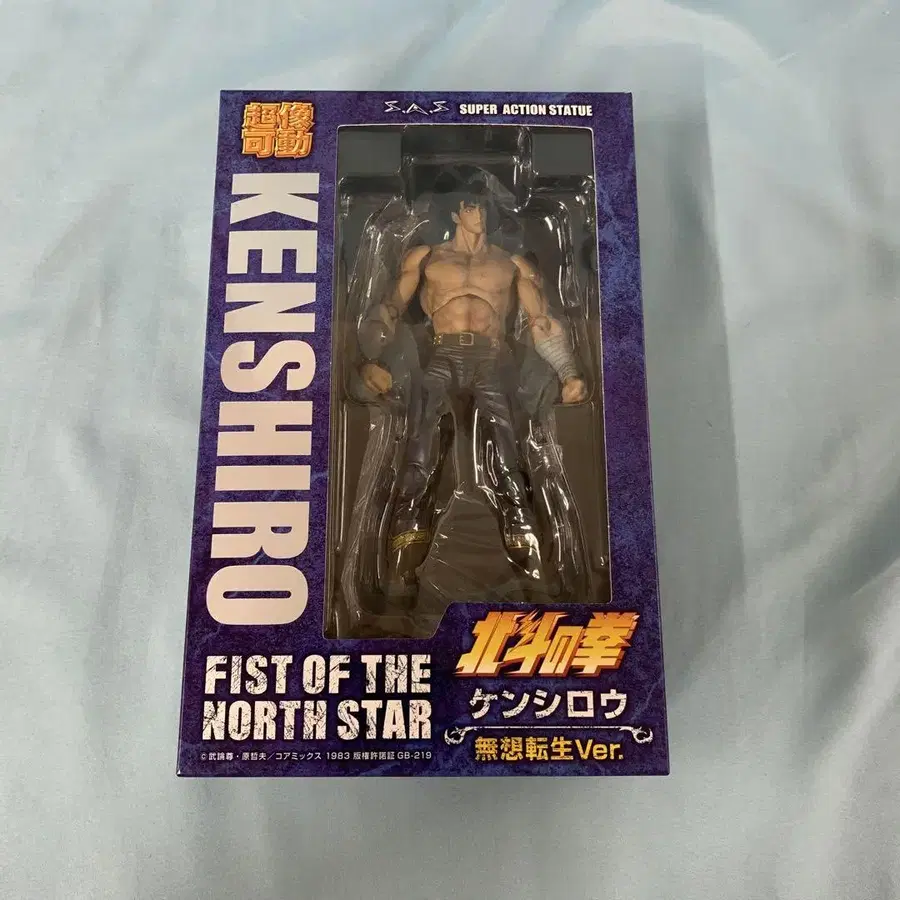 超像
可動
S.A.S SUPER ACTION STATUE
KENSHIRO
FIST OF THE
NORTH STAR
北斗の拳
ケンシロウ
無想転生Ver.
©武論尊・原哲夫／コアミックス 1983 版権許諾証 GB-219